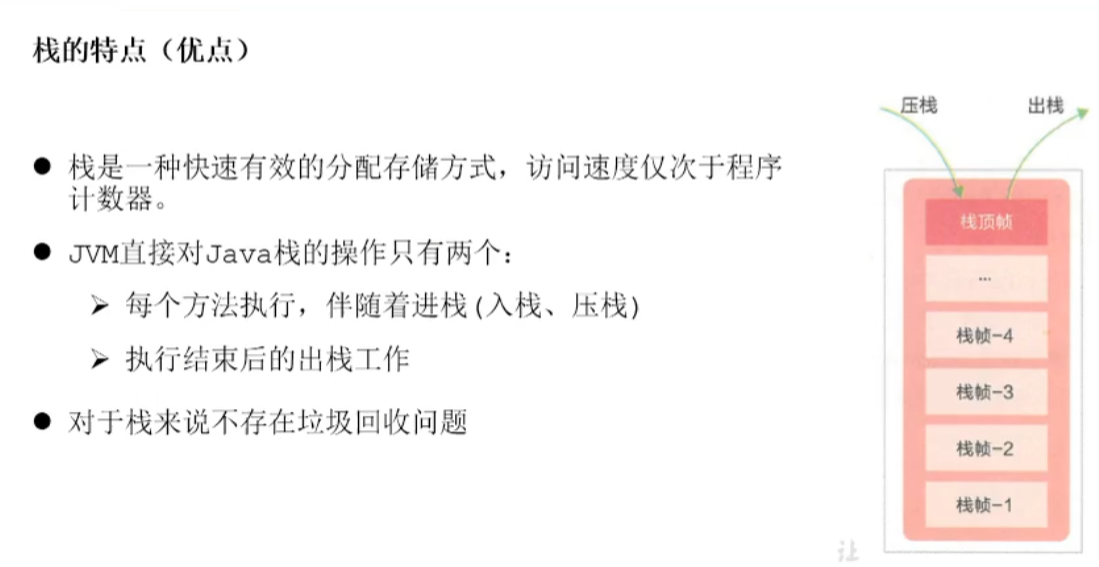 栈的特点（优点）
● 栈是一种快速有效的分配存储方式，访问速度仅次于程序
计数器。
● JVM直接对Java栈的操作只有两个：
➢ 每个方法执行，伴随着进栈(入栈、压栈)
➢ 执行结束后的出栈工作
● 对于栈来说不存在垃圾回收问题
压栈
出栈
栈顶帧
...
栈帧-4
栈帧-3
栈帧-2
栈帧-1
让